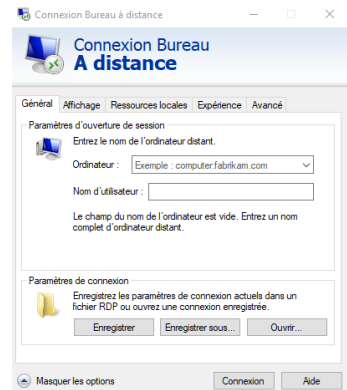 Connexion Bureau à distance
Connexion Bureau
A distance
Général Affichage Ressources locales Expérience Avancé
Paramètres d'ouverture de session
Entrez le nom de l'ordinateur distant.
Ordinateur : Exemple : computer.fabrikam.com
Nom d'utilisateur :
Le champ du nom de l'ordinateur est vide. Entrez un nom
complet d'ordinateur distant.
Paramètres de connexion
Enregistrez les paramètres de connexion actuels dans un
fichier RDP ou ouvrez une connexion enregistrée.
Enregistrer Enregistrer sous... Ouvrir...
Masquer les options Connexion Aide